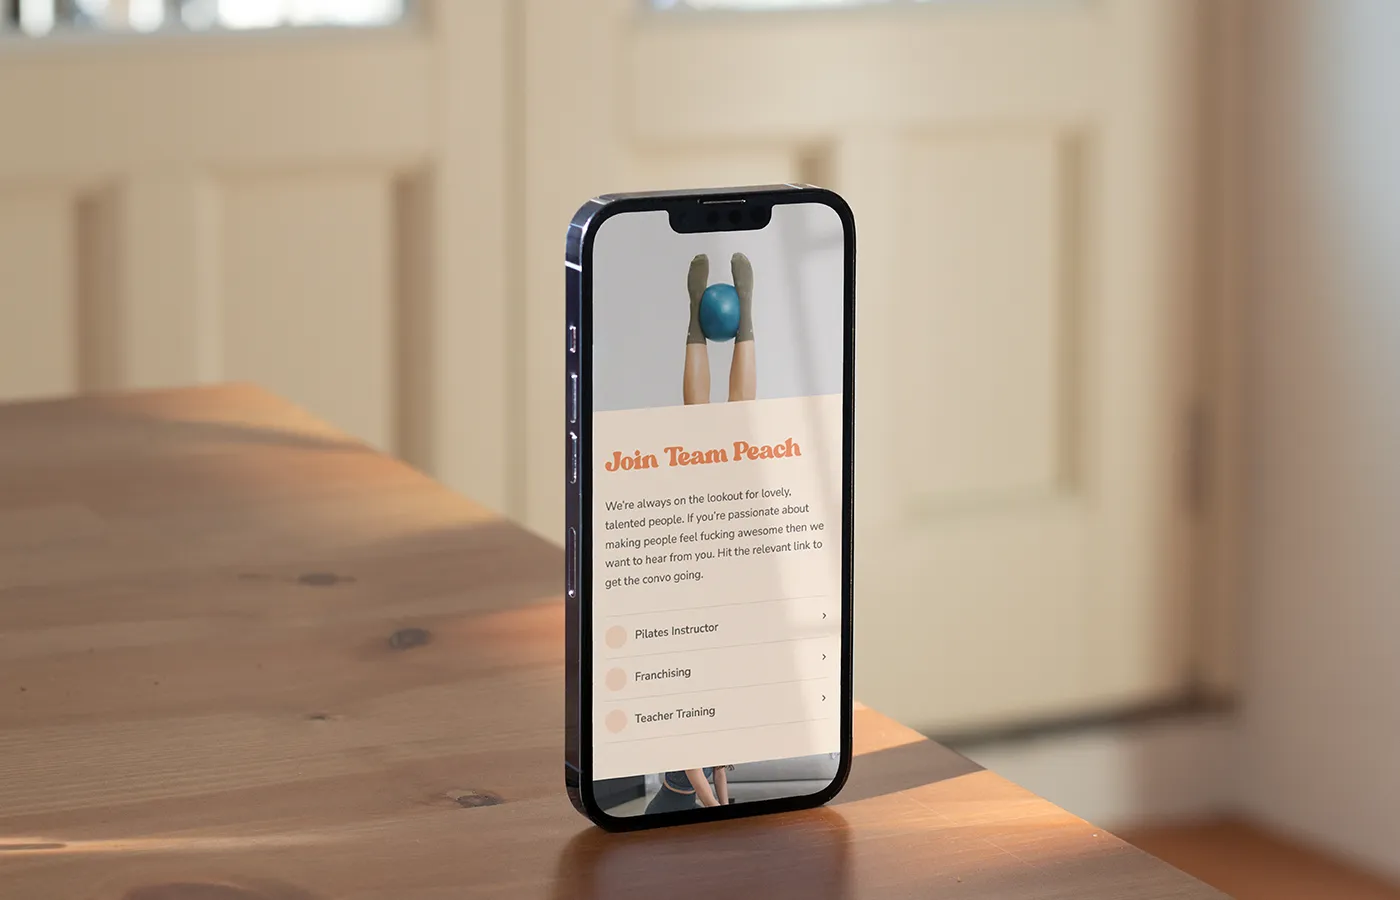 Join Team Peach
We're always on the lookout for lovely,
talented people. If you're passionate about
making people feel fucking awesome then we
want to hear from you. Hit the relevant link to
get the convo going.
Pilates Instructor
Franchising
Teacher Training